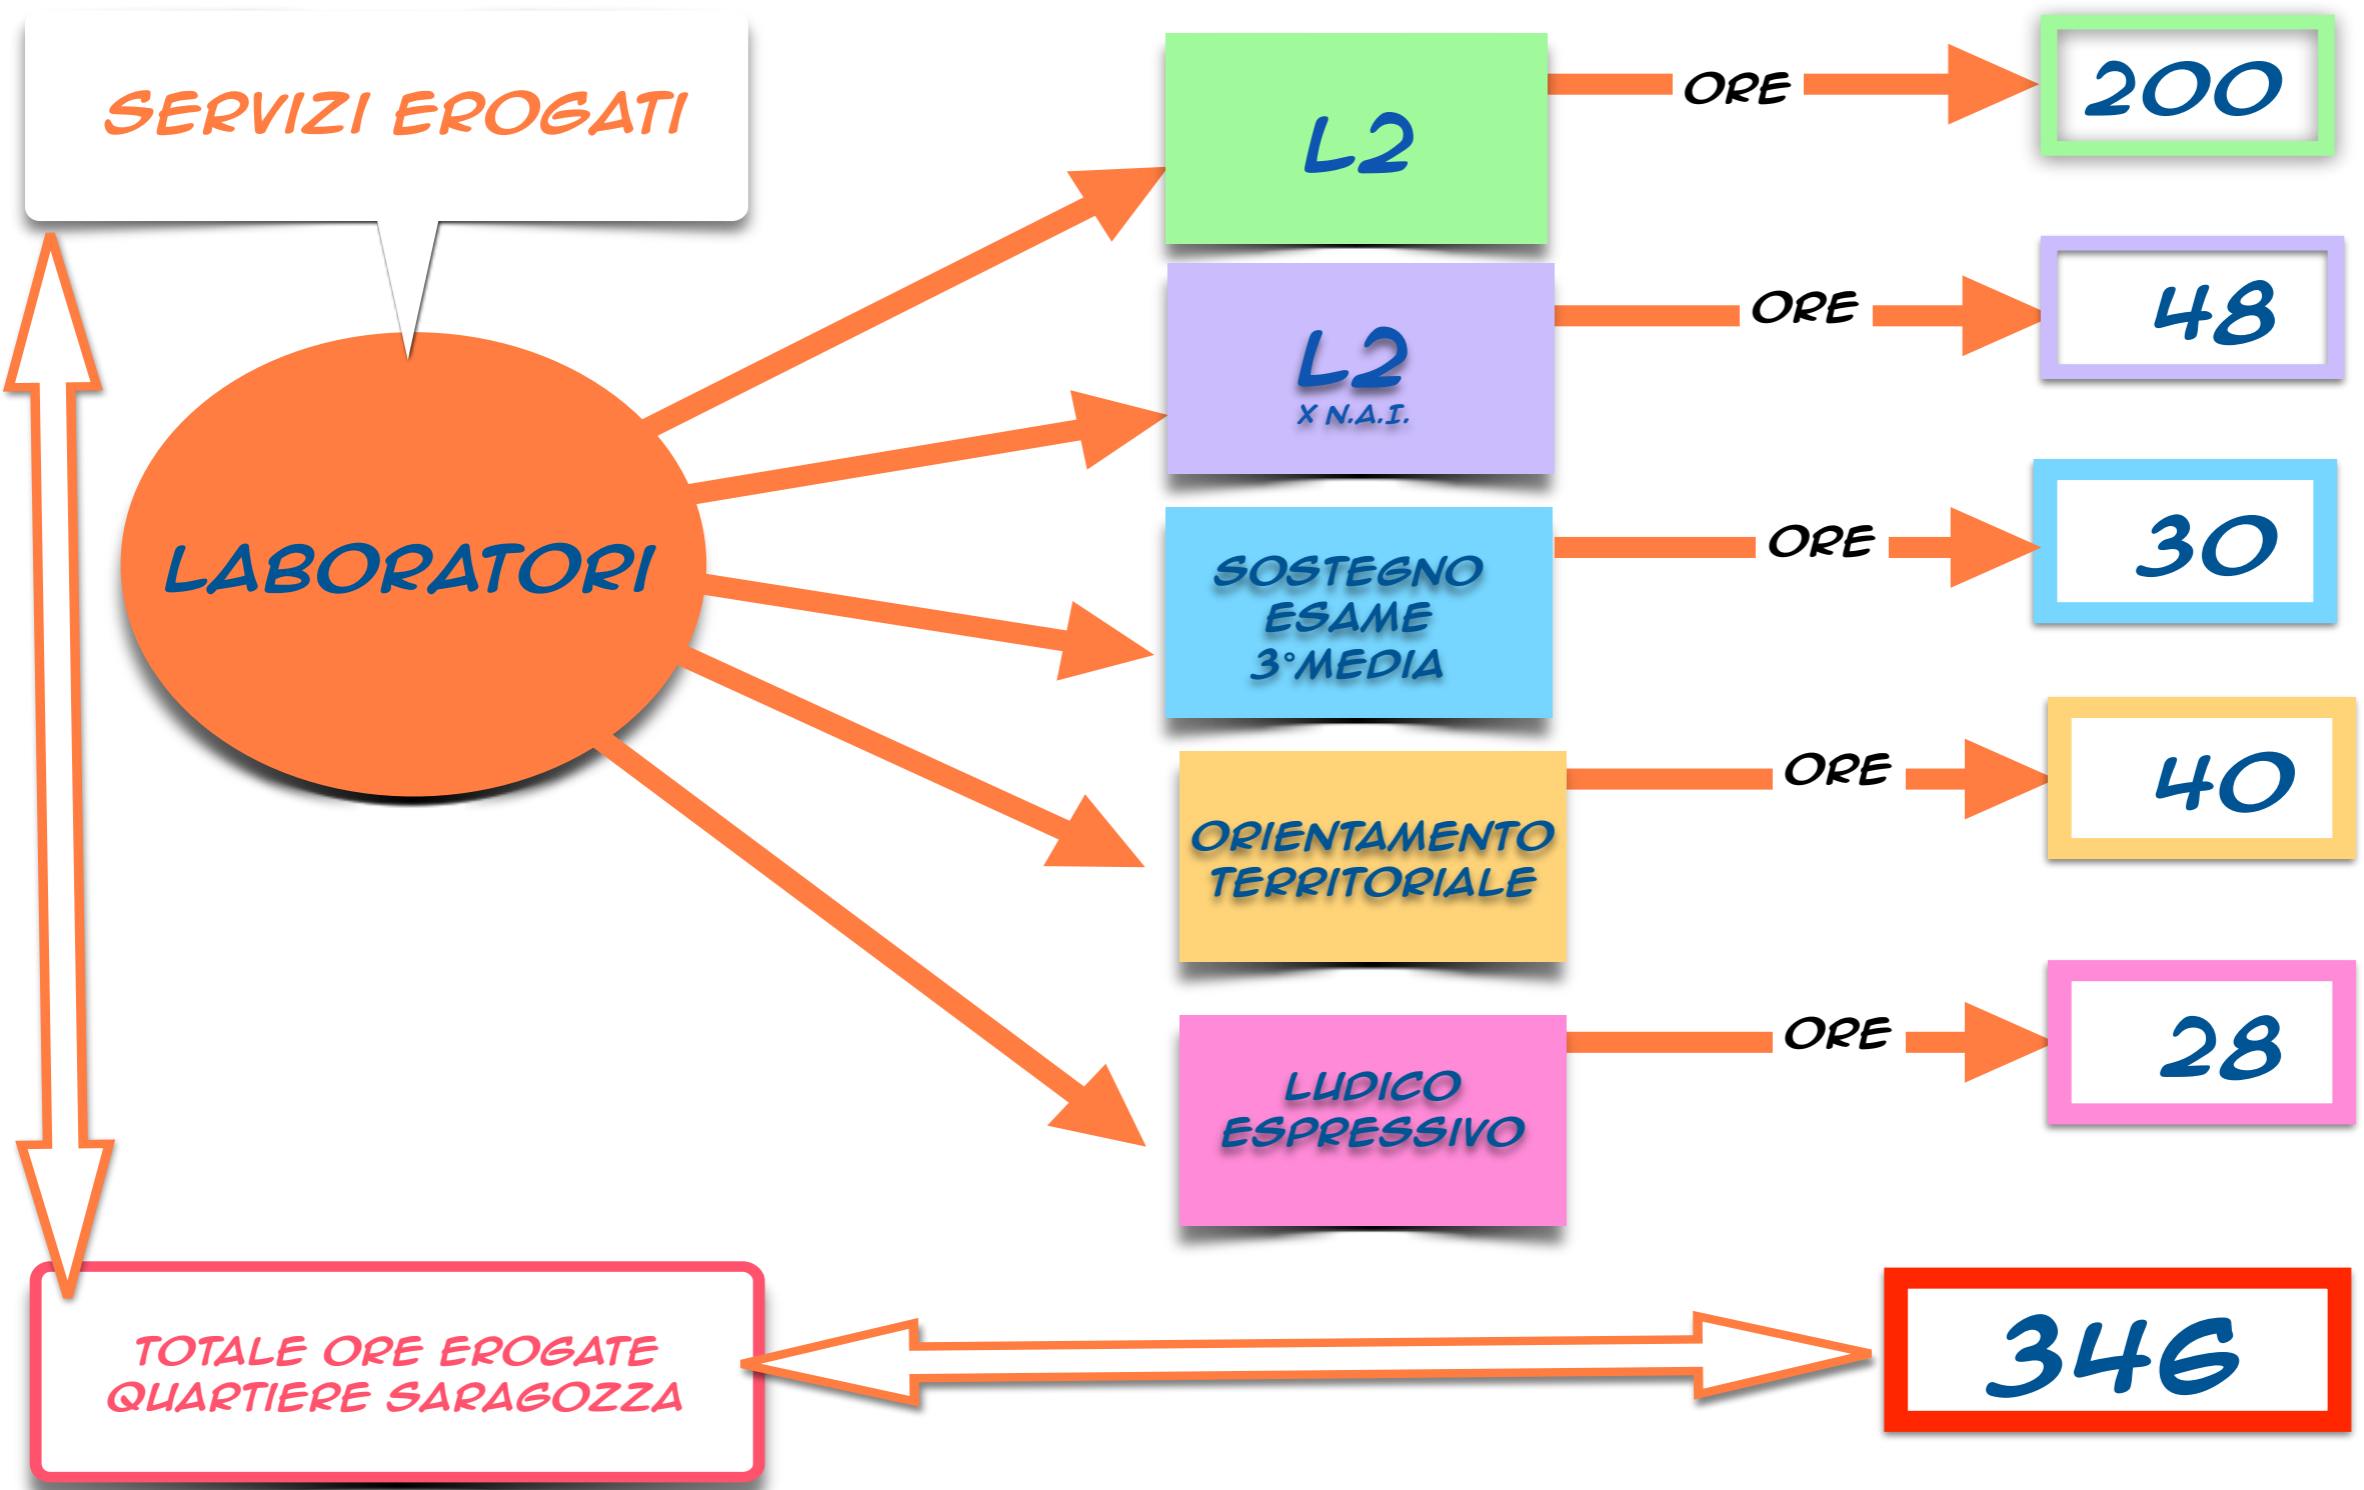 SERVIZI EROGATI
LABORATORI
L2
ORE
200
L2
X N.A.I.
ORE
48
SOSTEGNO
ESAME
3°MEDIA
ORE
30
ORIENTAMENTO
TERRITORIALE
ORE
40
LUDICO
ESPRESSIVO
ORE
28
TOTALE ORE EROGATE
QUARTIERE SARAGOZZA
346